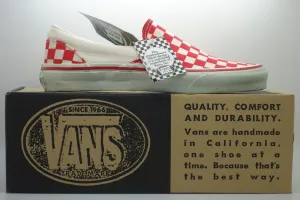 SINCE 1966
VANS
TRADEMARK
QUALITY, COMFORT
AND DURABILITY.
Vans are handmade
in California,
one shoe at a
time. Because that's
the best way.